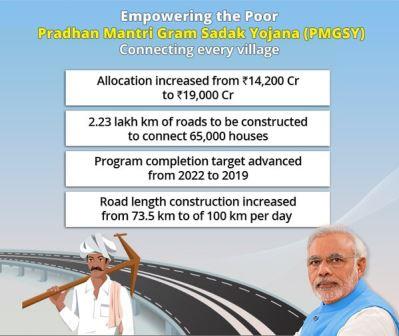 Empowering the Poor
Pradhan Mantri Gram Sadak Yojana (PMGSY)
Connecting every village
Allocation increased from ₹14,200 Cr
to ₹19,000 Cr
2.23 lakh km of roads to be constructed
to connect 65,000 houses
Program completion target advanced
from 2022 to 2019
Road length construction increased
from 73.5 km to of 100 km per day